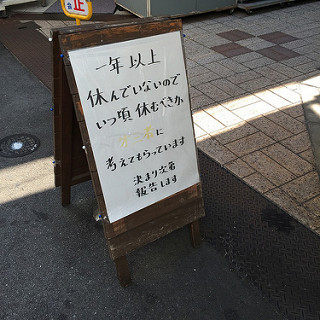 止
一年以上
休んでいないので
いつ頃休むべきか
に
考えてもらっています
決まり次第
報告します